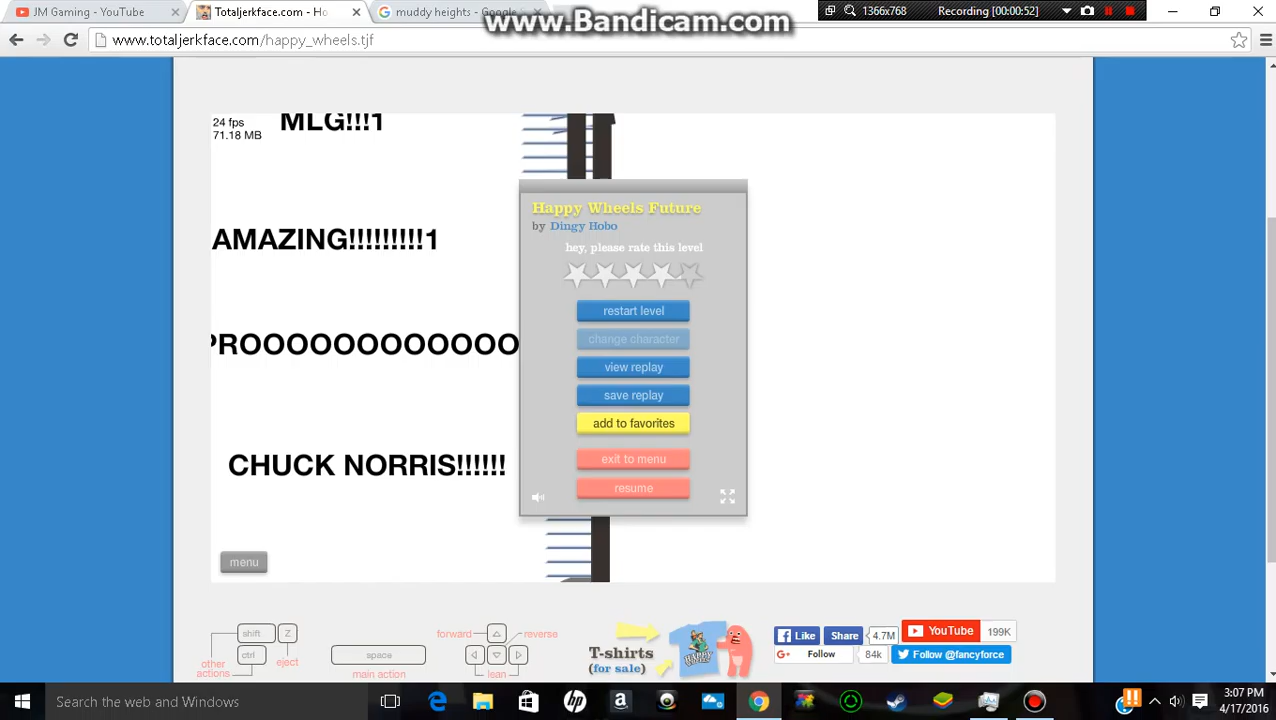 JM Gaming - YouTube
Totaljerkface.com - Ho
muddy heights - Google S
www.Bandicam.com
1366x768
Recording [00:00:52]
www.totaljerkface.com/happy_wheels.tjf
24 fps
71.18 MB
MLG!!!1
AMAZING!!!!!!!!!1
PROOOOOOOOOOOO
CHUCK NORRIS!!!!!!
Happy Wheels Future
by Dingy Hobo
hey, please rate this level
restart level
change character
view replay
save replay
add to favorites
exit to menu
resume
menu
shift
Z
ctrl
eject
other
actions
space
main action
forward
reverse
lean
T-shirts
(for sale)
Like
Share
4.7M
YouTube
199K
G+ Follow
84k
Follow @fancyforce
Search the web and Windows
3:07 PM
4/17/2016